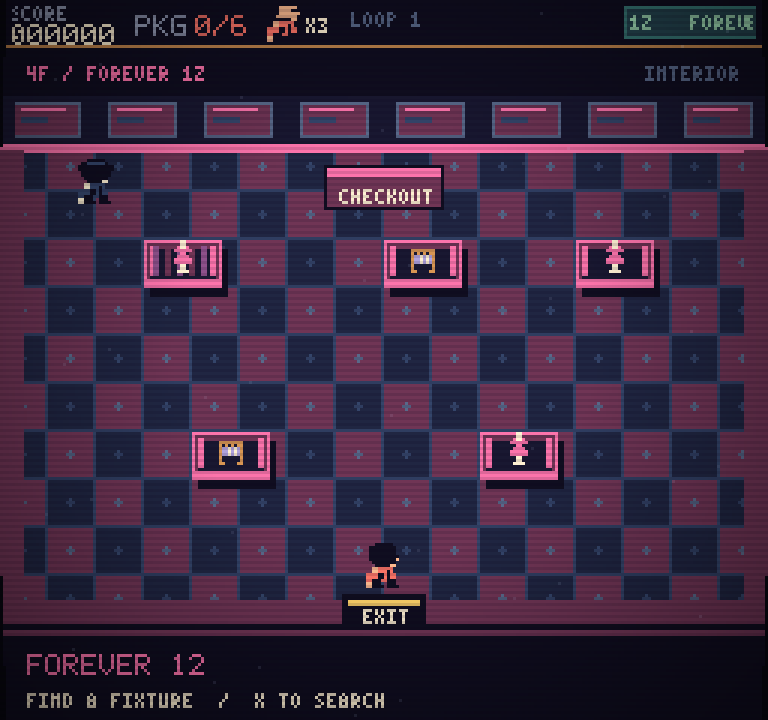 SCORE
000000 PKG 0/6 X3 LOOP 1 12 FOREVE
4F / FOREVER 12 INTERIOR
CHECKOUT
EXIT
FOREVER 12
FIND A FIXTURE / X TO SEARCH